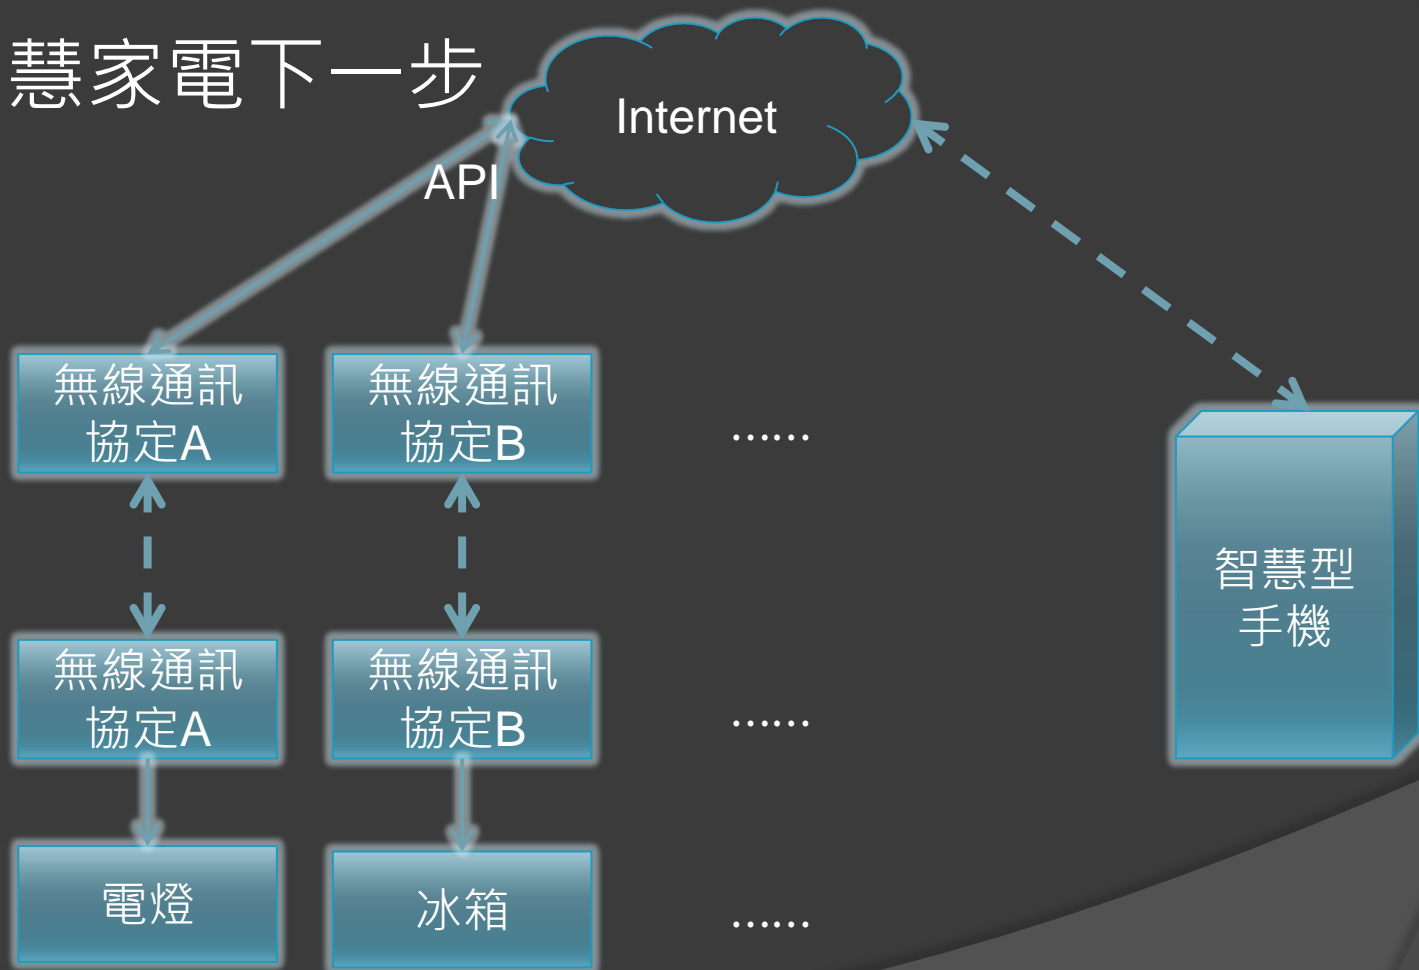 慧家電下一步
Internet
API
無線通訊
協定A
無線通訊
協定B
......
智慧型
手機
無線通訊
協定A
無線通訊
協定B
......
電燈
冰箱
......